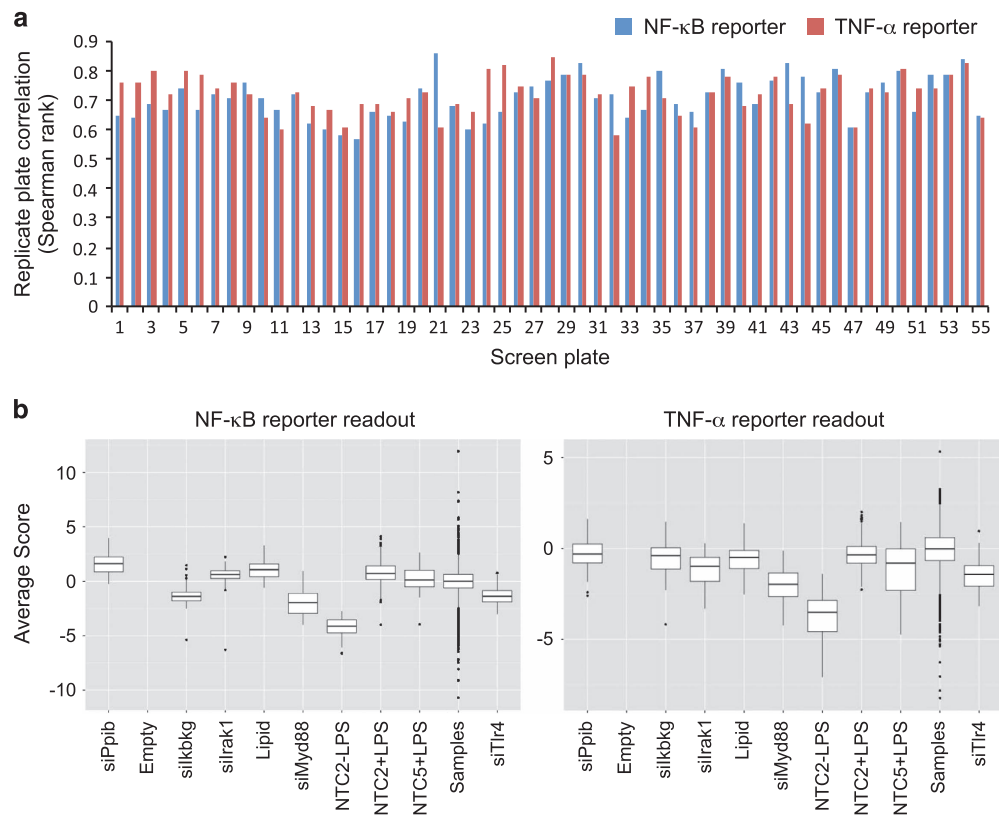 a
NF-κB reporter
TNF-α reporter
Replicate plate correlation
(Spearman rank)
0.9
0.8
0.7
0.6
0.5
0.4
0.3
0.2
0.1
0
1 3 5 7 9 11 13 15 17 19 21 23 25 27 29 31 33 35 37 39 41 43 45 47 49 51 53 55
Screen plate
b
NF-κB reporter readout
Average Score
10
5
0
-5
-10
siPpib
Empty
siIkbkg
siIrak1
Lipid
siMyd88
NTC2-LPS
NTC2+LPS
NTC5+LPS
Samples
siTlr4
TNF-α reporter readout
5
0
-5
siPpib
Empty
siIkbkg
siIrak1
Lipid
siMyd88
NTC2-LPS
NTC2+LPS
NTC5+LPS
Samples
siTlr4